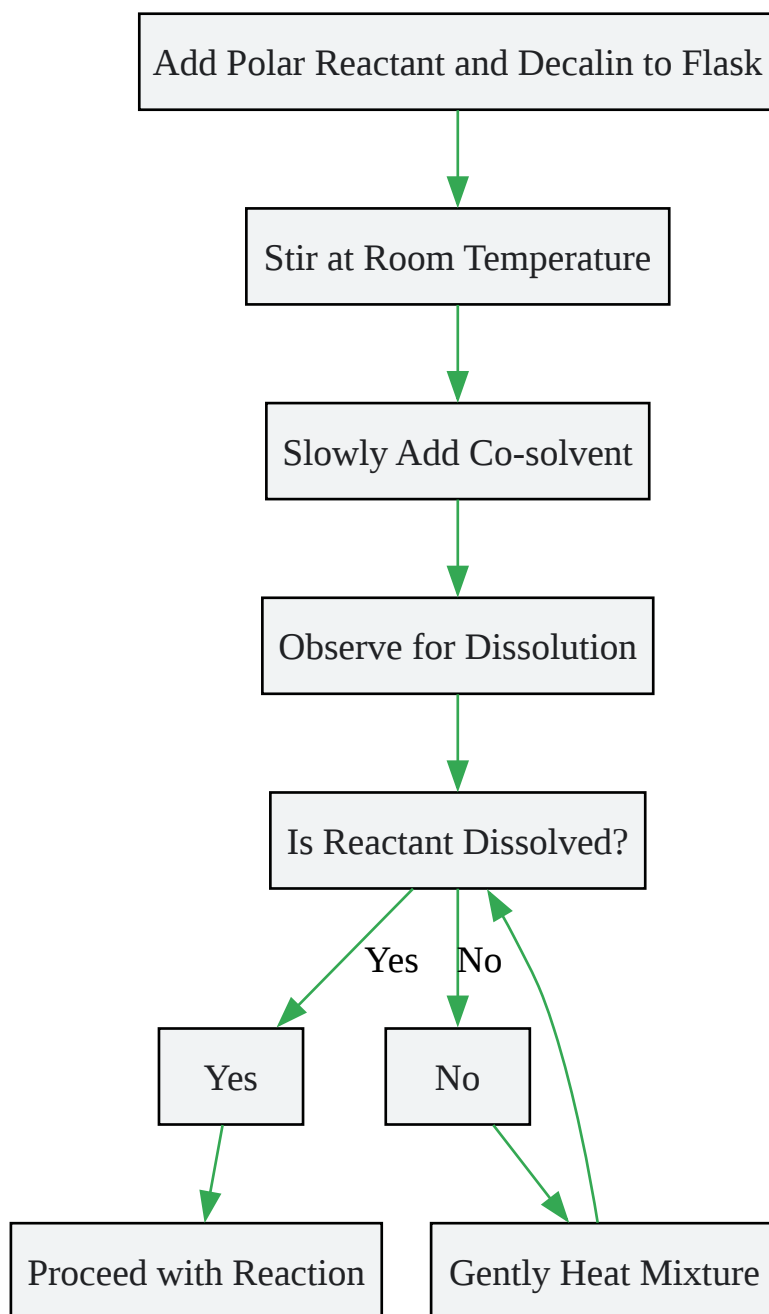 Add Polar Reactant and Decalin to Flask
Stir at Room Temperature
Slowly Add Co-solvent
Observe for Dissolution
Is Reactant Dissolved?
Yes
No
Yes
No
Proceed with Reaction
Gently Heat Mixture